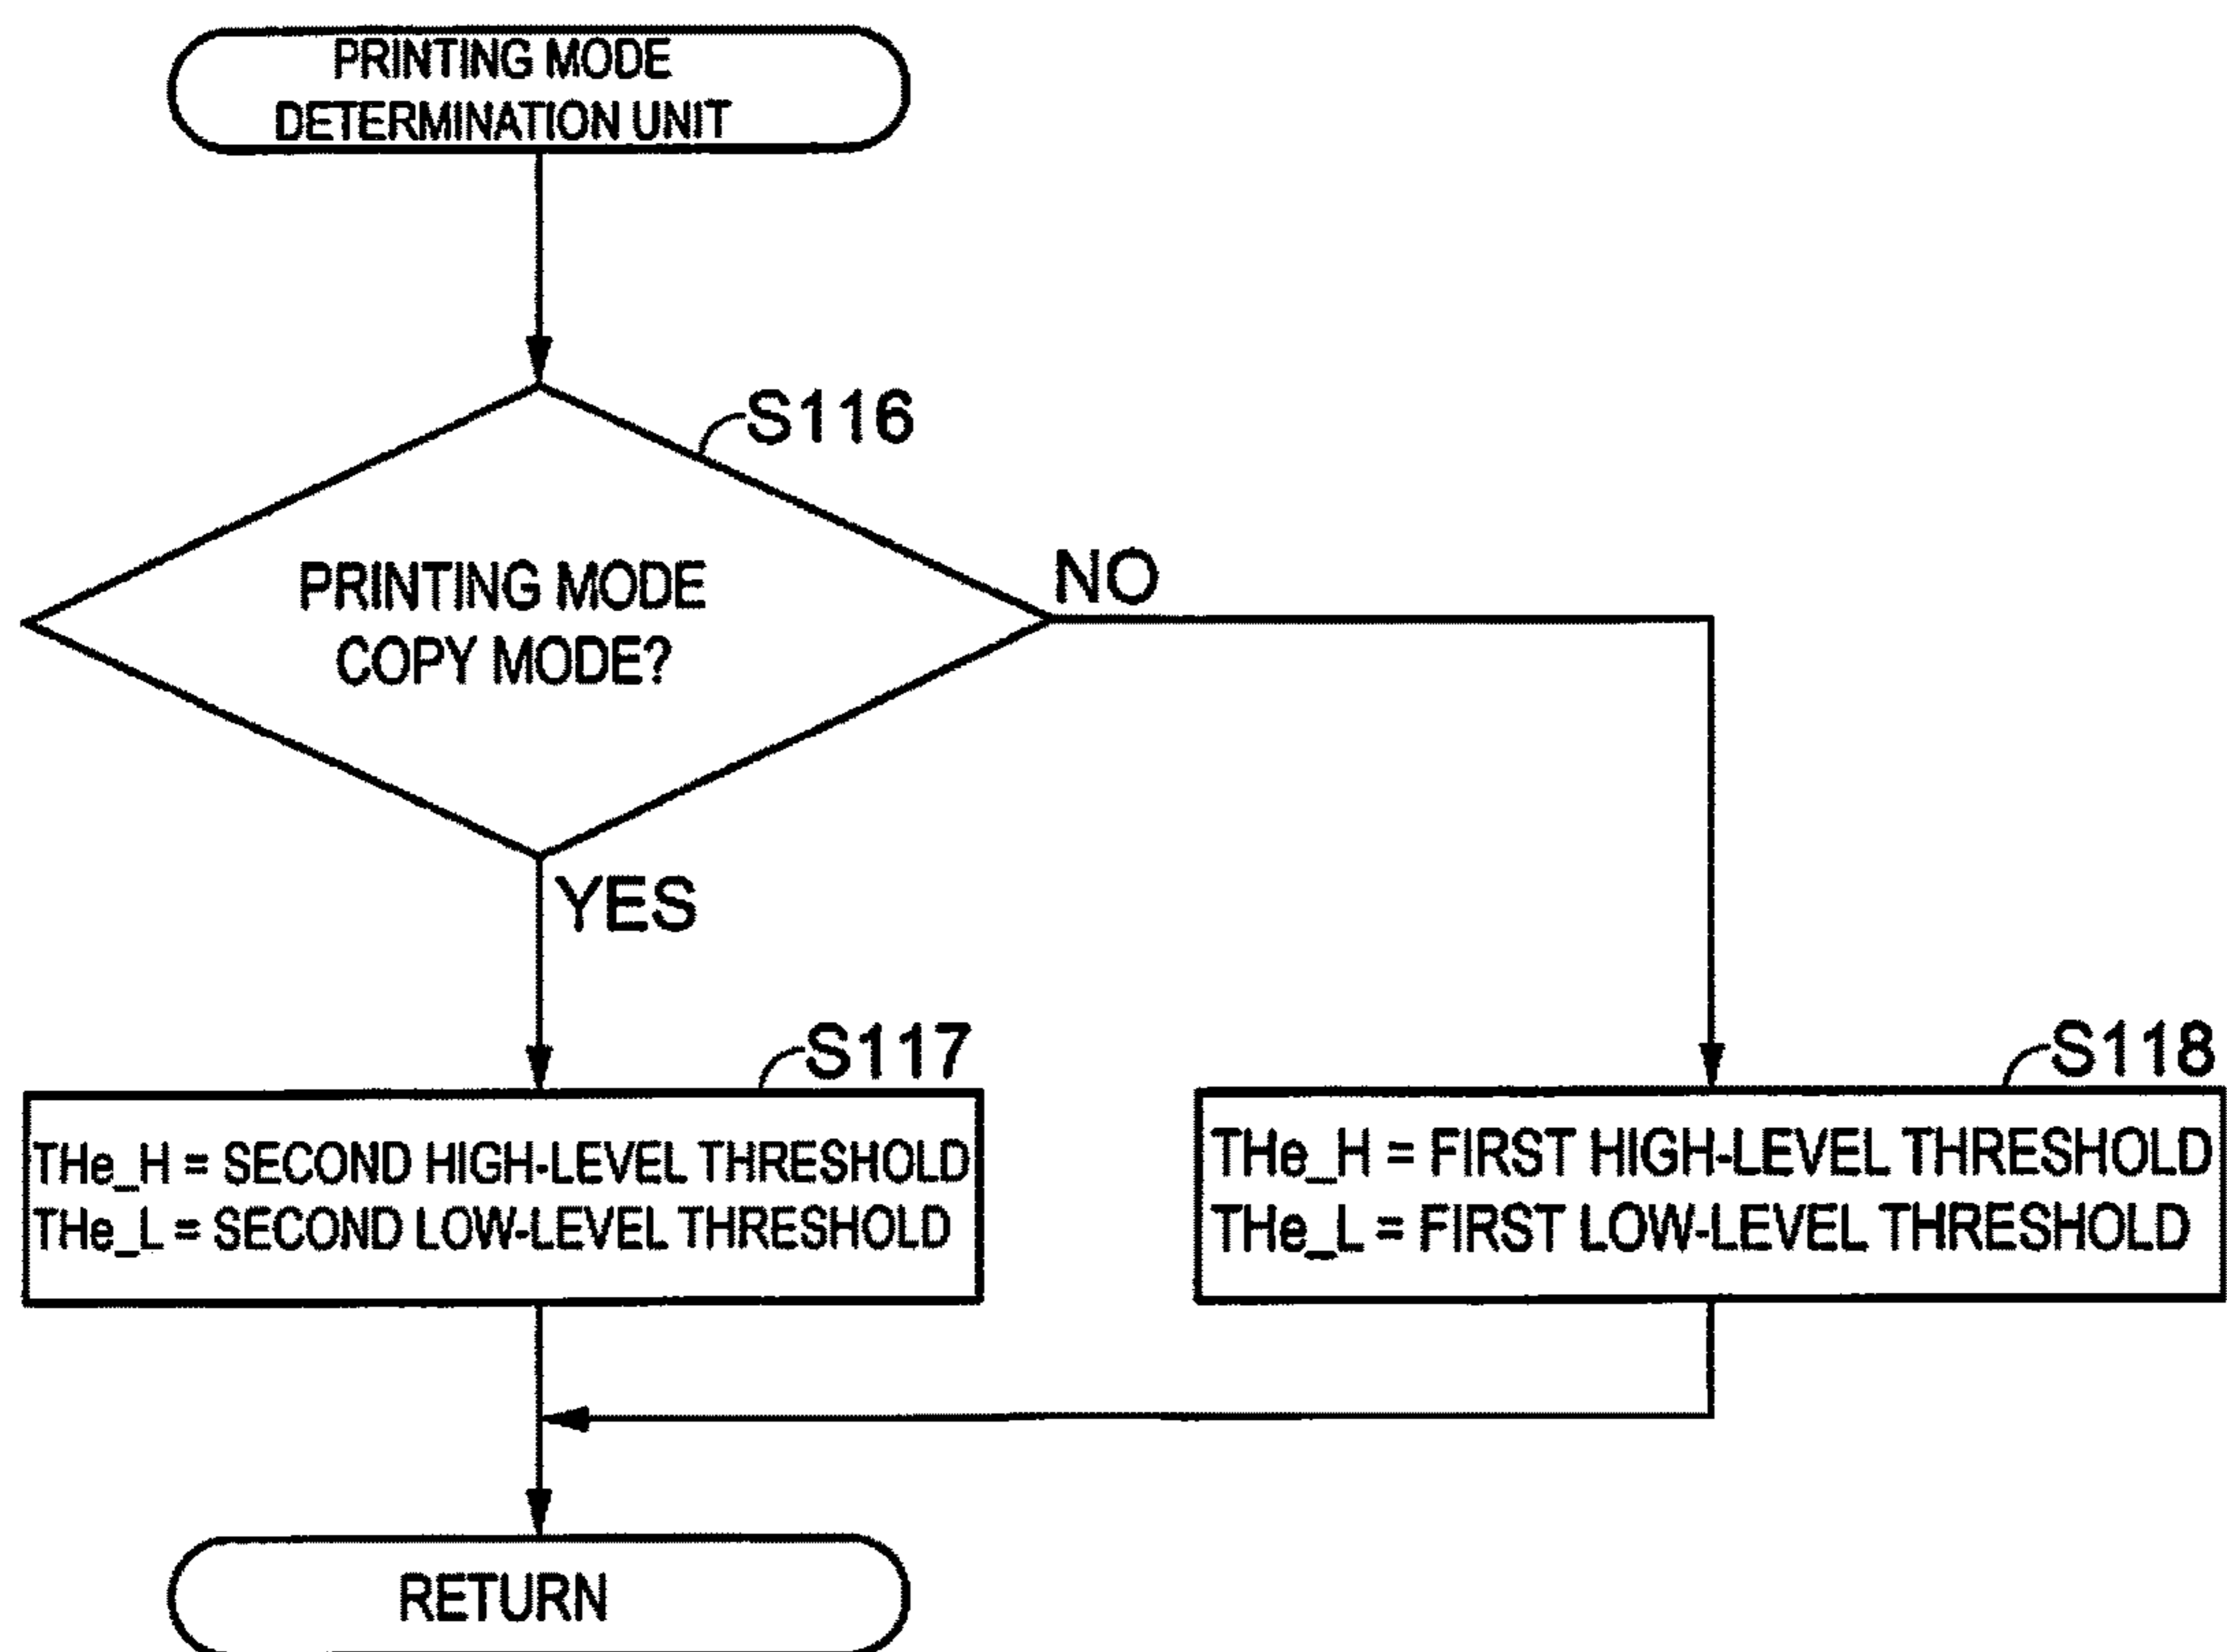 PRINTING MODE
DETERMINATION UNIT
S116
PRINTING MODE
COPY MODE?
NO
YES
S117
THe_H = SECOND HIGH-LEVEL THRESHOLD
THe_L = SECOND LOW-LEVEL THRESHOLD
S118
THe_H = FIRST HIGH-LEVEL THRESHOLD
THe_L = FIRST LOW-LEVEL THRESHOLD
RETURN